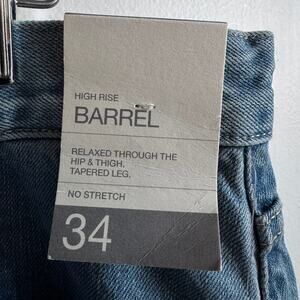 HIGH RISE
BARREL
RELAXED THROUGH THE
HIP & THIGH.
TAPERED LEG.
NO STRETCH
34